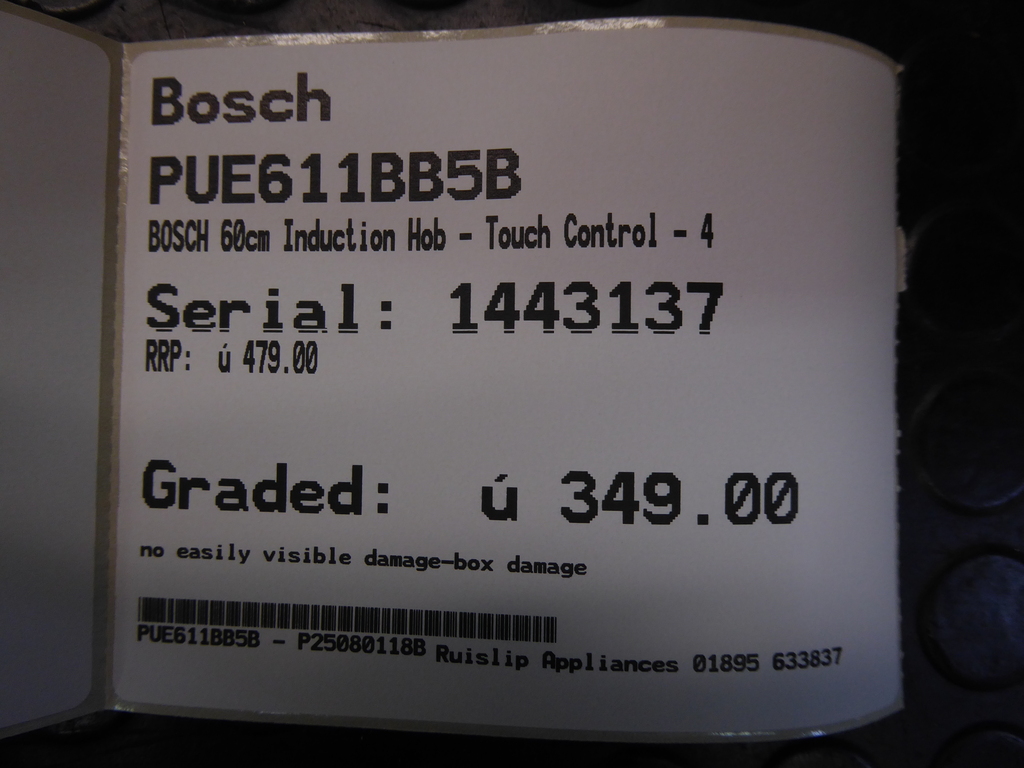 Bosch
PUE611BB5B
BOSCH 60cm Induction Hob - Touch Control - 4
Serial: 1443137
RRP: ú 479.00
Graded: ú 349.00
no easily visible damage-box damage
PUE611BB5B - P25080118B Ruislip Appliances 01895 633837